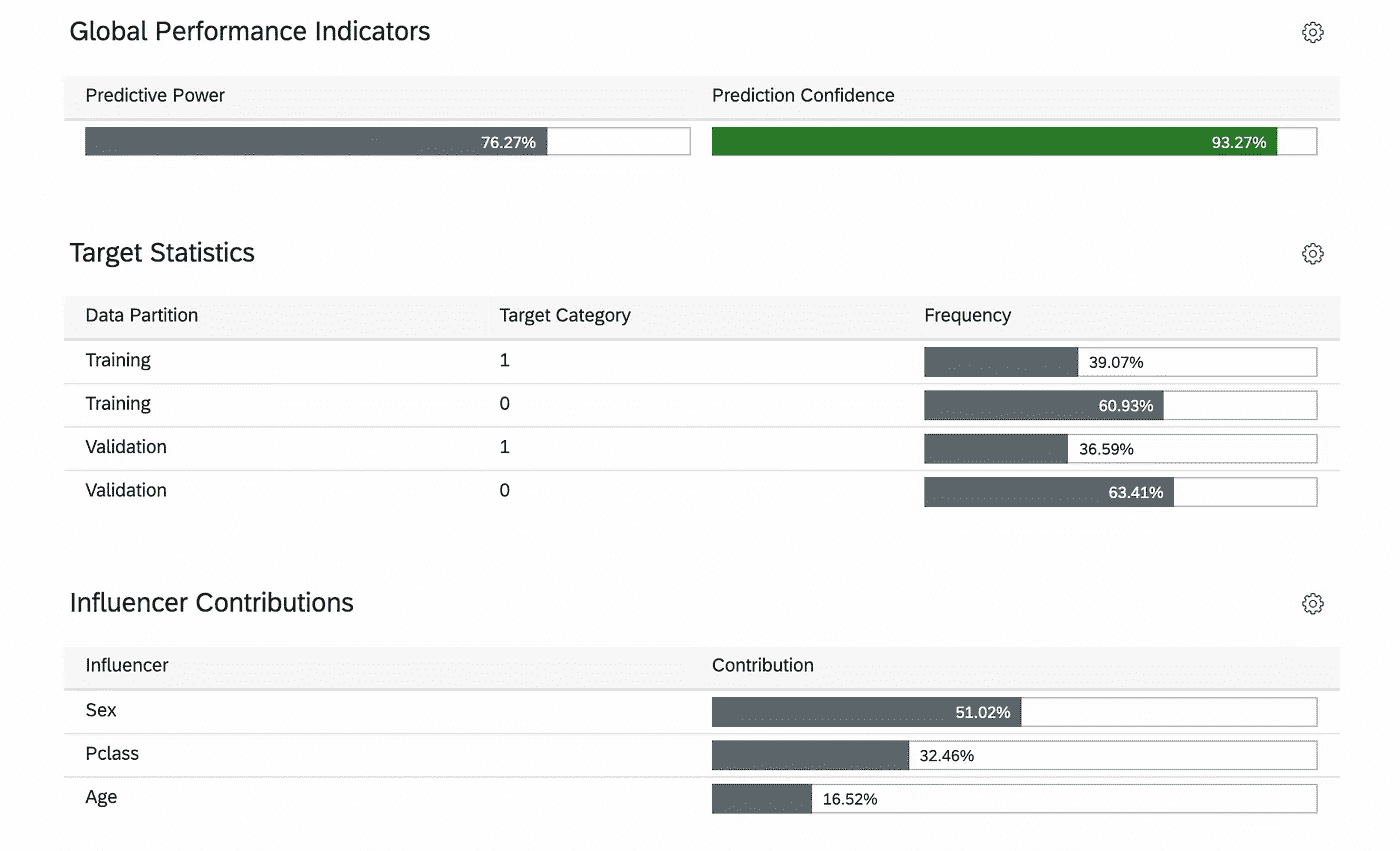 Global Performance Indicators
Predictive Power Prediction Confidence
76.27% 93.27%
Target Statistics
Data Partition Target Category Frequency
Training 1 39.07%
Training 0 60.93%
Validation 1 36.59%
Validation 0 63.41%
Influencer Contributions
Influencer Contribution
Sex 51.02%
Pclass 32.46%
Age 16.52%